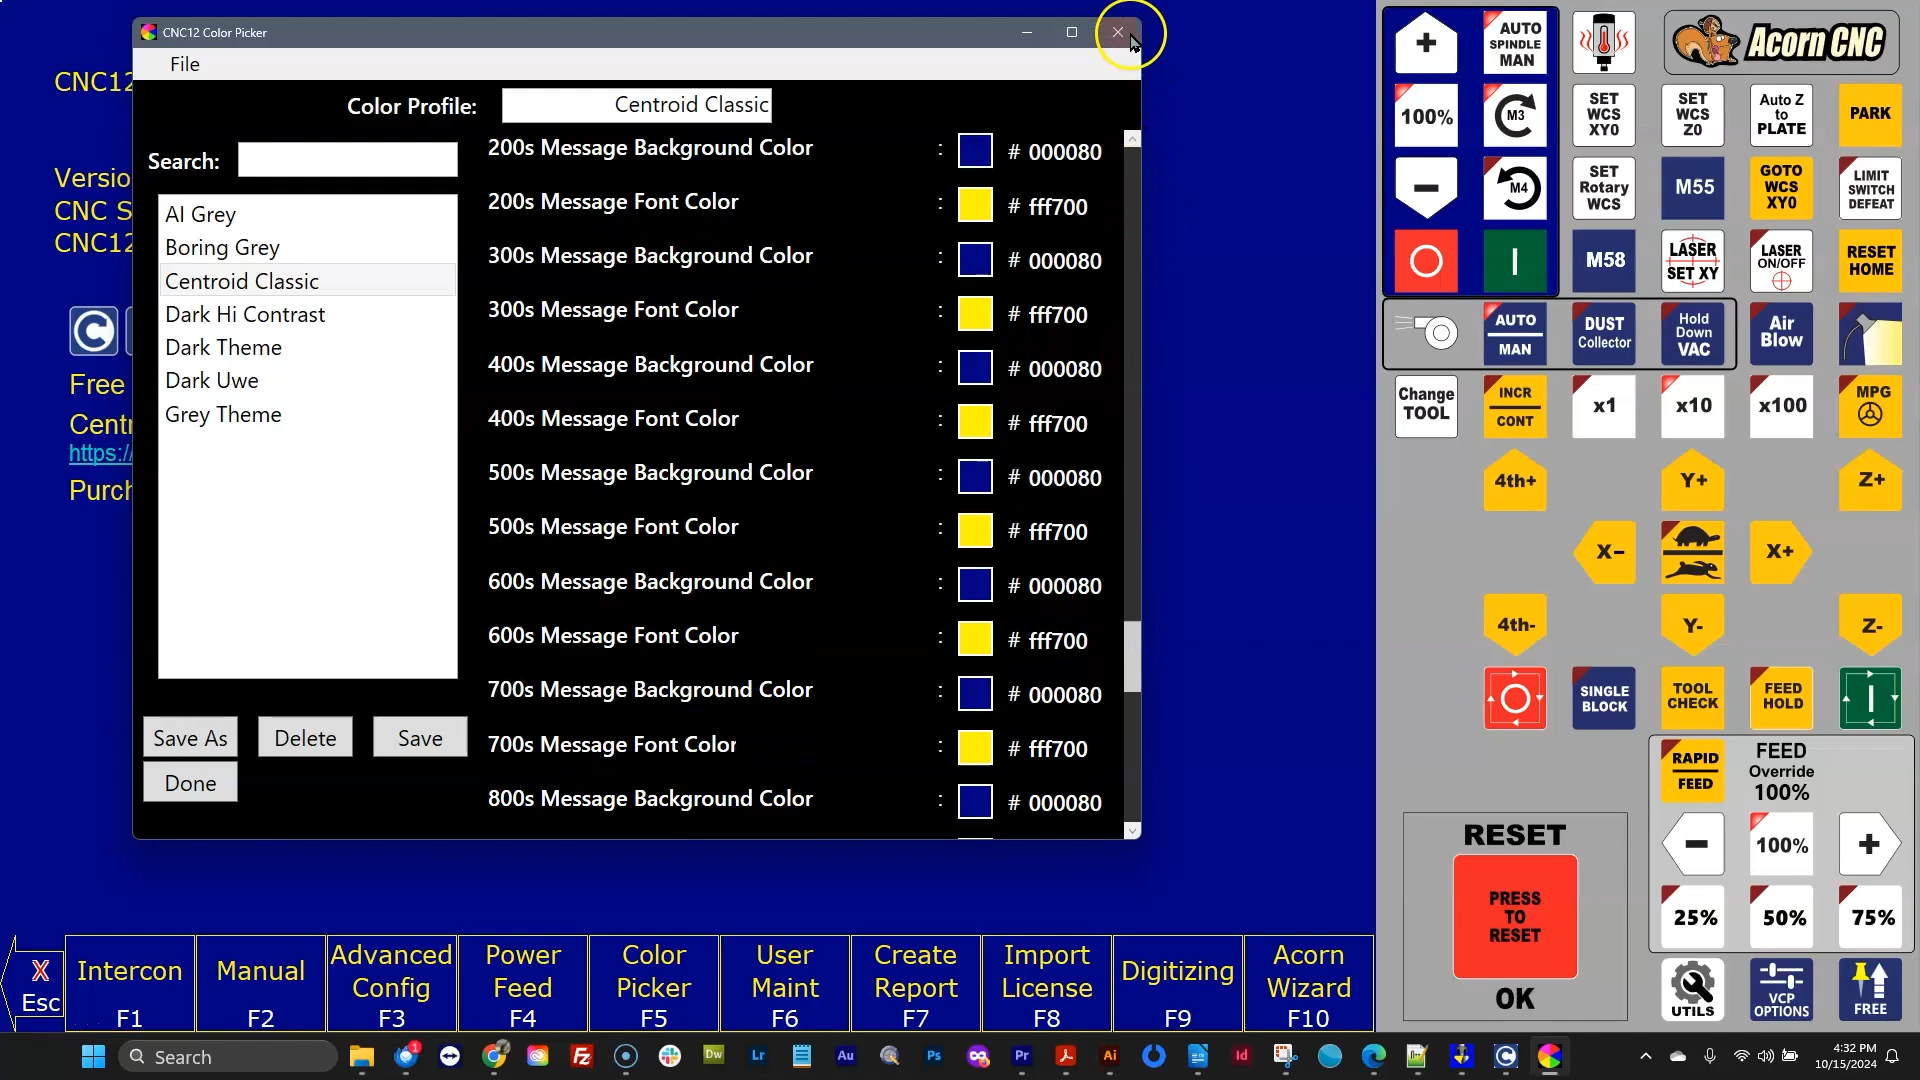 CNC12 Color Picker
File
Color Profile: Centroid Classic
Search:
Al Grey
Boring Grey
Centroid Classic
Dark Hi Contrast
Dark Theme
Dark Uwe
Grey Theme
Save As
Delete
Save
Done
200s Message Background Color : # 000080
200s Message Font Color : # fff700
300s Message Background Color : # 000080
300s Message Font Color : # fff700
400s Message Background Color : # 000080
400s Message Font Color : # fff700
500s Message Background Color : # 000080
500s Message Font Color : # fff700
600s Message Background Color : # 000080
600s Message Font Color : # fff700
700s Message Background Color : # 000080
700s Message Font Color : # fff700
800s Message Background Color : # 000080
CNC12
Versio
CNC S
CNC12
Free
Centr
https:/
Purch
X
Esc
Intercon
F1
Manual
F2
Advanced
Config
F3
Power
Feed
F4
Color
Picker
F5
User
Maint
F6
Create
Report
F7
Import
License
F8
Digitizing
F9
Acorn
Wizard
F10
+
AUTO
SPINDLE
MAN
Acorn CNC
100%
M3
SET
WCS
XY0
SET
WCS
Z0
Auto Z
to
PLATE
PARK
M4
SET
Rotary
WCS
M55
GOTO
WCS
XY0
LIMIT
SWITCH
DEFEAT
M58
LASER
SET XY
LASER
ON/OFF
RESET
HOME
AUTO
MAN
DUST
Collector
Hold
Down
VAC
Air
Blow
Change
TOOL
INCR
CONT
x1
x10
x100
MPG
4th+
Y+
Z+
X–
X+
4th-
Y-
Z-
SINGLE
BLOCK
TOOL
CHECK
FEED
HOLD
RAPID
FEED
FEED
Override
100%
100%
+
25%
50%
75%
RESET
PRESS
TO
RESET
OK
UTILS
VCP
OPTIONS
FREE
Search
1
Fz
Dw
Lr
Au
Ps
Pr
Ai
Id
4:32 PM
10/15/2024